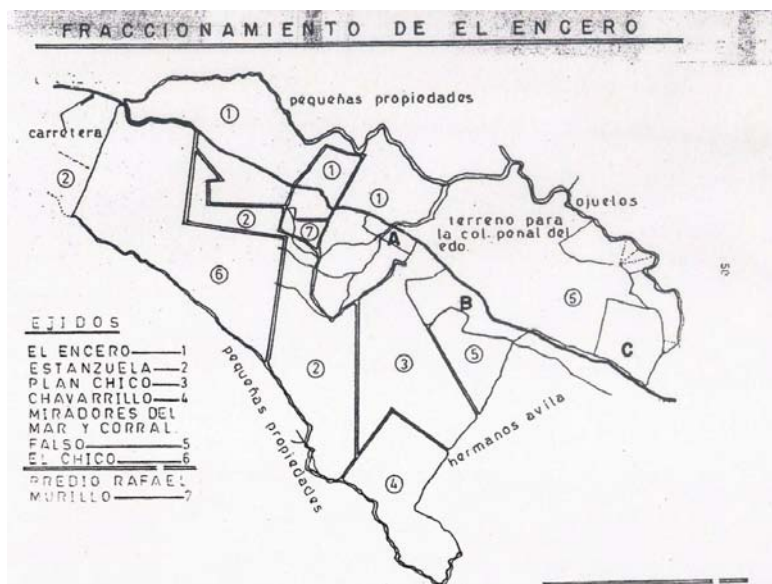 FRACCIONAMIENTO DE EL ENCERO
pequeñas propiedades
carretera
1
1
1
2
2
7
A
terreno para
la col. penal del
edo.
ojuelos
50
6
5
B
C
2
3
5
4
pequeñas propiedades
hermanos avila
EJIDOS
EL ENCERO——1
ESTANZUELA—2
PLAN CHICO—3
CHAVARRILLO—4
MIRADORES DEL
MAR Y CORRAL
FALSO———5
EL CHICO———6
PREDIO RAFAEL
MURILLO———7